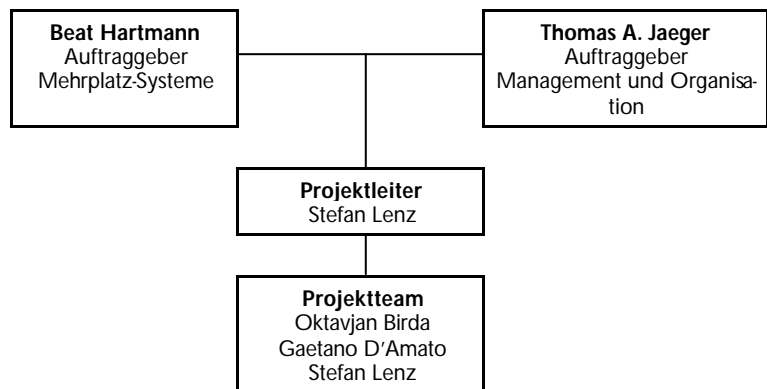 Beat Hartmann
Auftraggeber
Mehrplatz-Systeme
Thomas A. Jaeger
Auftraggeber
Management und Organisa-
tion
Projektleiter
Stefan Lenz
Projektteam
Oktavjan Birda
Gaetano D'Amato
Stefan Lenz